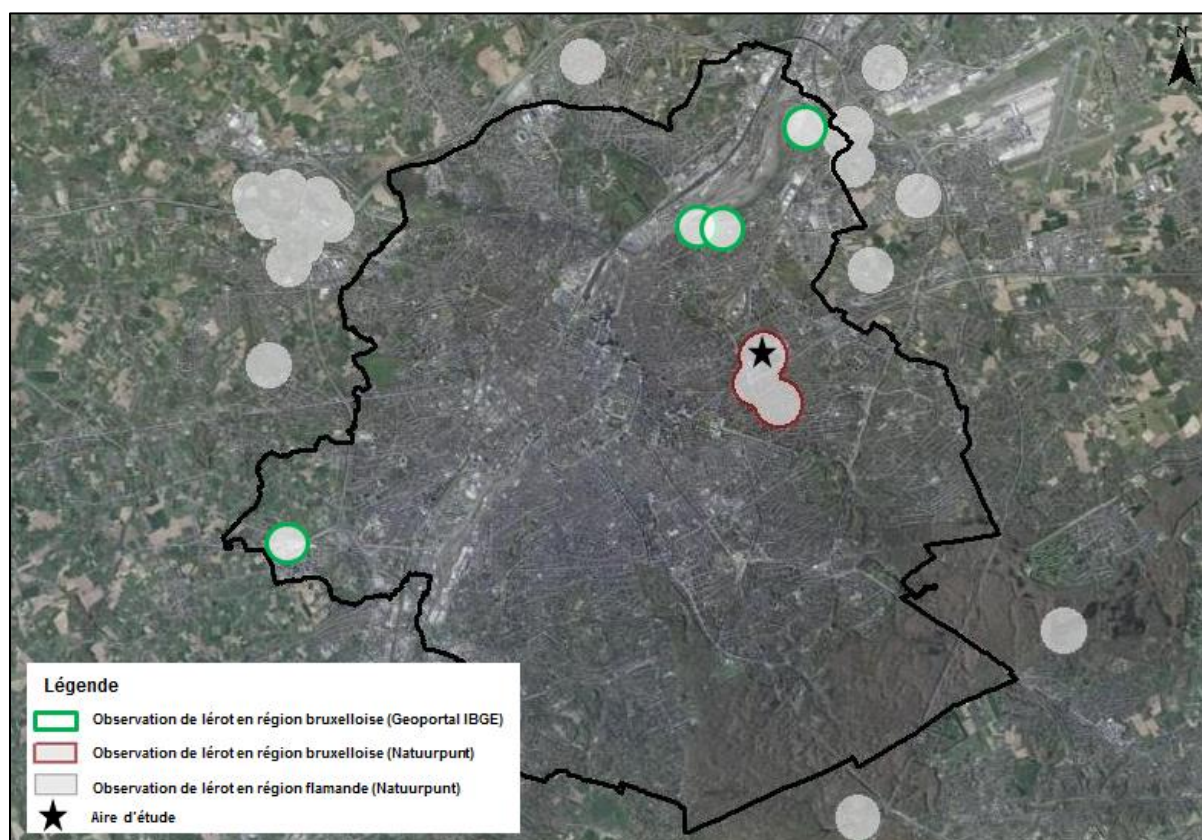 N
Légende
Observation de lérot en région bruxelloise (Geoportal IBGE)
Observation de lérot en région bruxelloise (Natuurpunt)
Observation de lérot en région flamande (Natuurpunt)
Aire d'étude